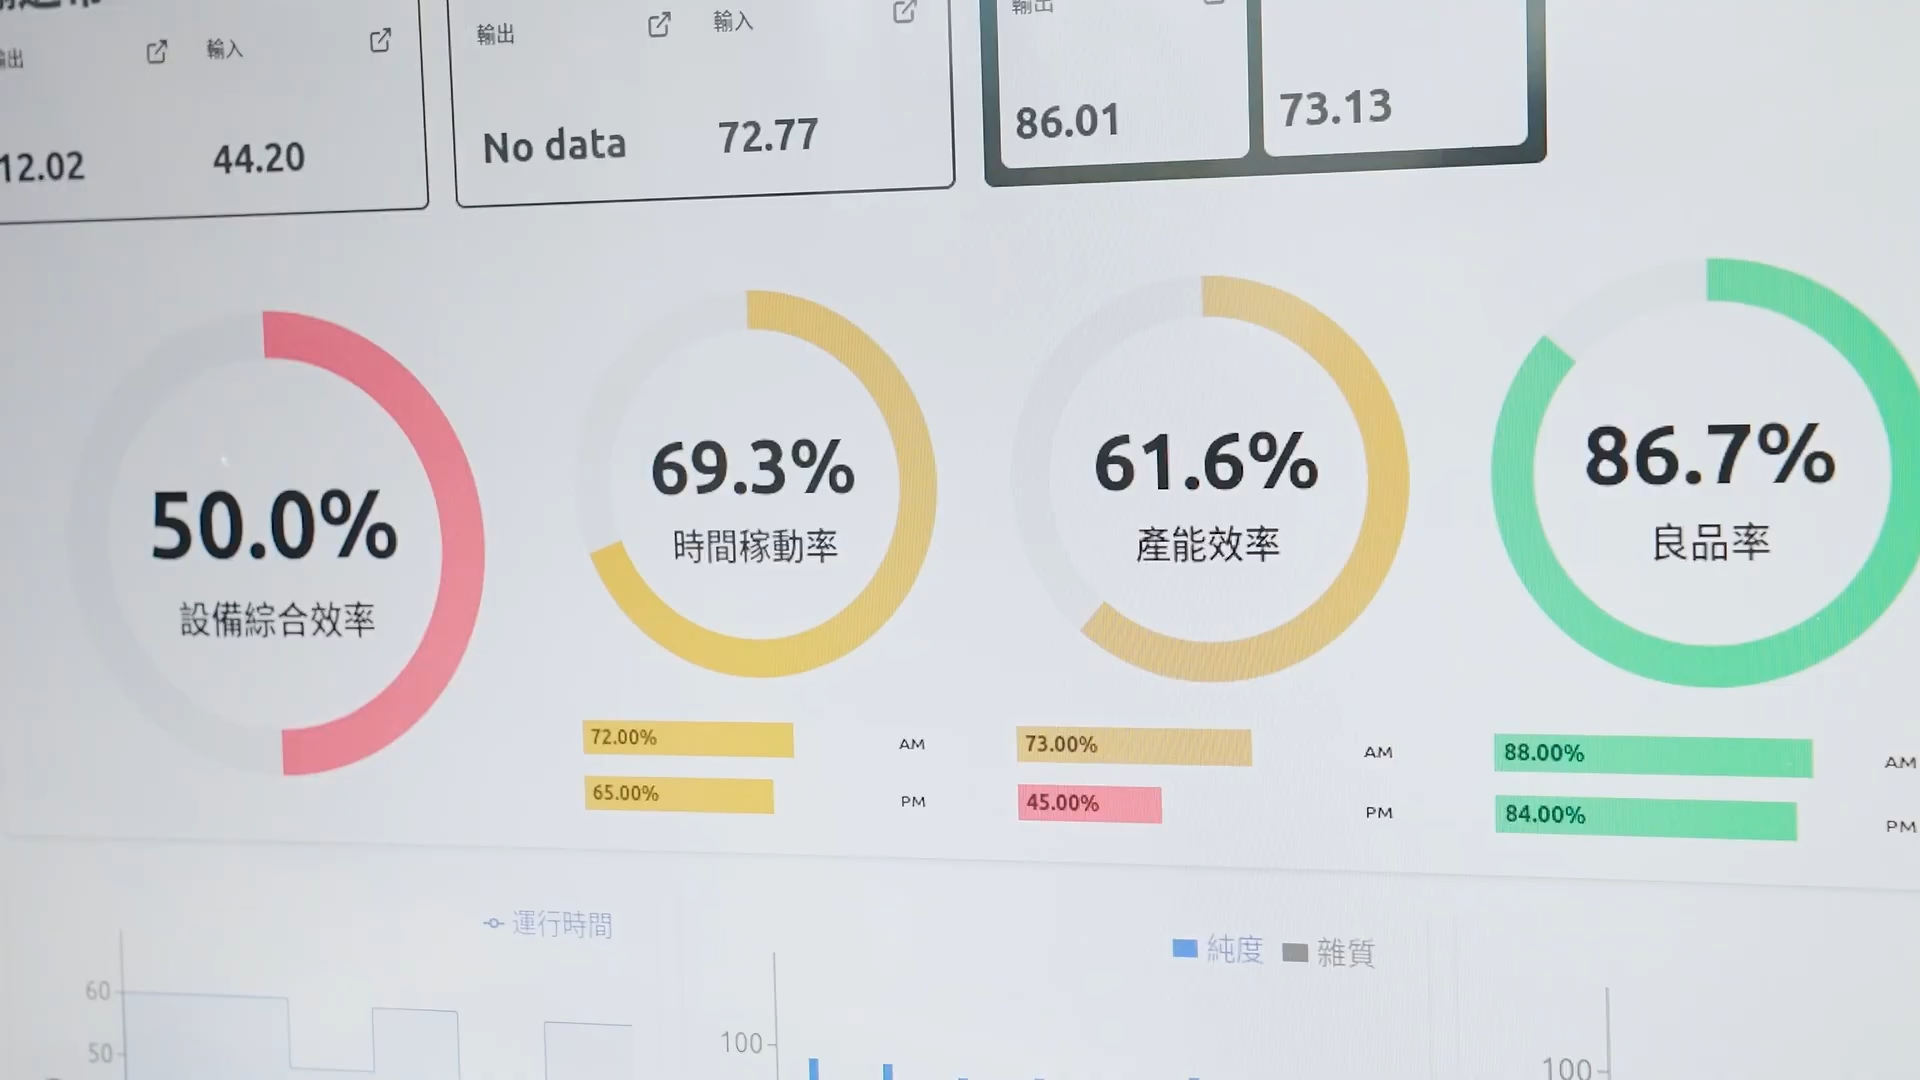 輸出 輸入
12.02 44.20
輸出 輸入
No data 72.77
輸出
86.01 73.13
50.0%
設備綜合效率
69.3%
時間稼動率
72.00% AM
65.00% PM
61.6%
產能效率
73.00% AM
45.00% PM
86.7%
良品率
88.00% AM
84.00% PM
運行時間
60
50
純度 雜質
100
100